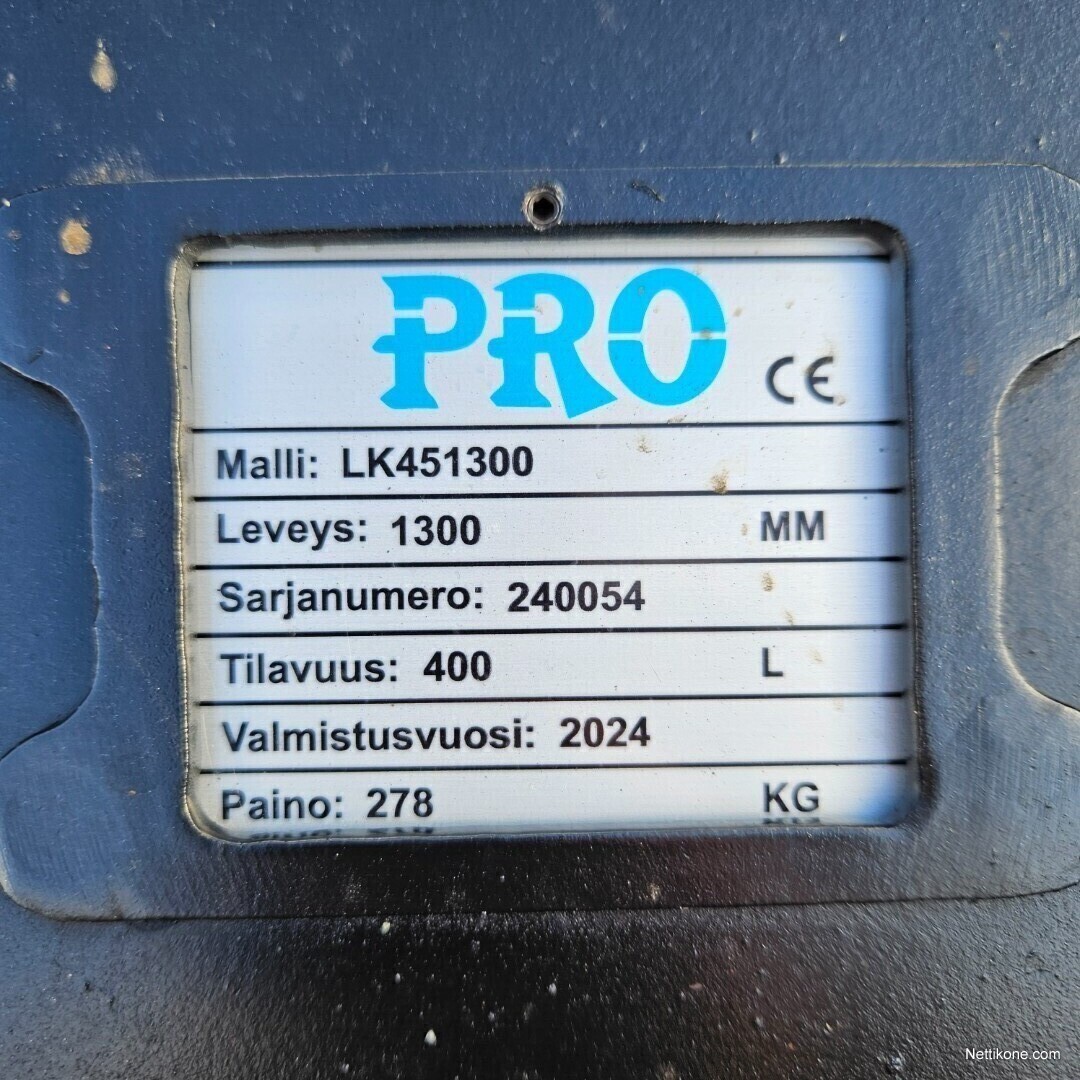 PRO CE
Malli: LK451300
Leveys: 1300 MM
Sarjanumero: 240054
Tilavuus: 400 L
Valmistusvuosi: 2024
Paino: 278 KG
Nettikone.com